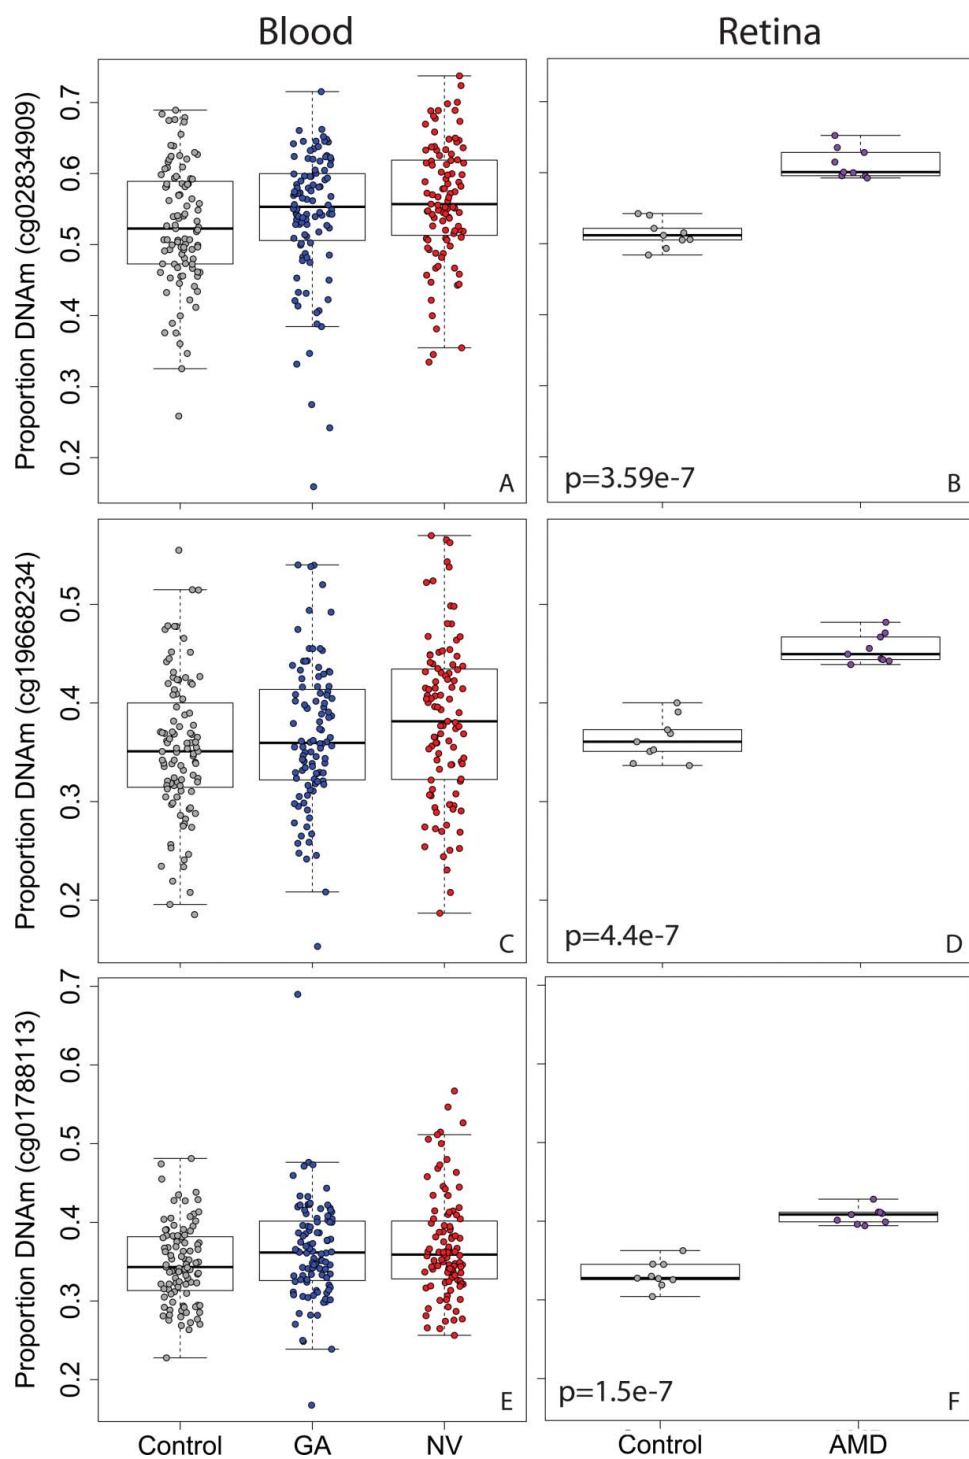 Blood
Retina
Proportion DNAm (cg02834909)
0.7
0.6
0.5
0.4
0.3
0.2
A
p=3.59e-7
B
Proportion DNAm (cg19668234)
0.5
0.4
0.3
0.2
C
p=4.4e-7
D
Proportion DNAm (cg01788113)
0.7
0.6
0.5
0.4
0.3
0.2
E
p=1.5e-7
F
Control
GA
NV
Control
AMD